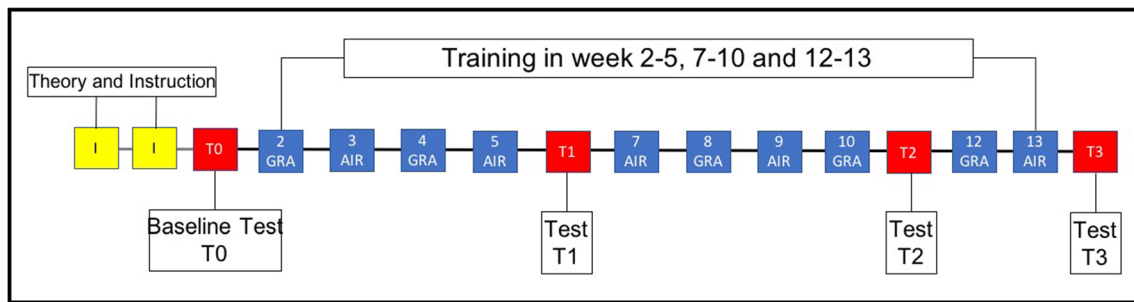 Training in week 2-5, 7-10 and 12-13
Theory and Instruction
I
I
T0
2
GRA
3
AIR
4
GRA
5
AIR
T1
7
AIR
8
GRA
9
AIR
10
GRA
T2
12
GRA
13
AIR
T3
Baseline Test
T0
Test
T1
Test
T2
Test
T3